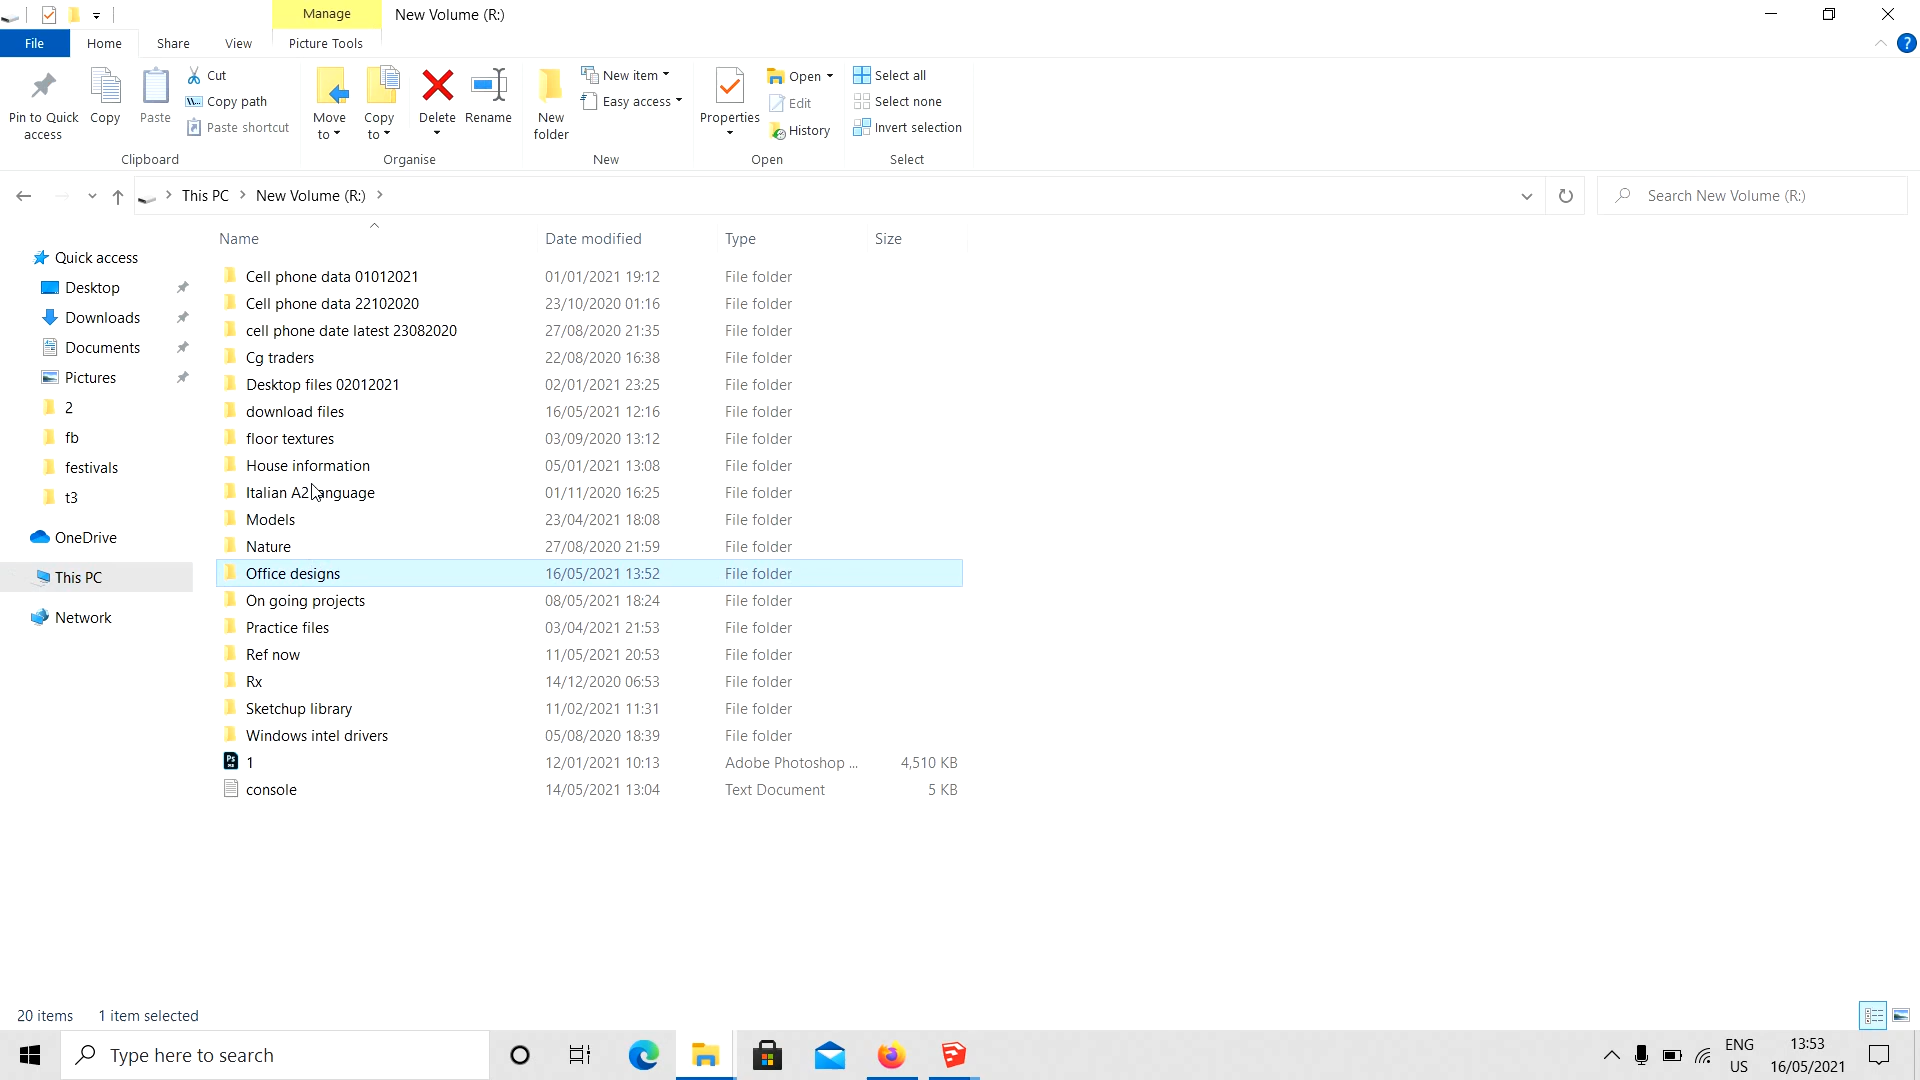 Manage
New Volume (R:)
File
Home
Share
View
Picture Tools
?
Pin to Quick access
Copy
Paste
Cut
Copy path
Paste shortcut
Clipboard
Move to
Copy to
Delete
Rename
Organise
New folder
New item
Easy access
New
Properties
Open
Edit
History
Open
Select all
Select none
Invert selection
Select
This PC > New Volume (R:) >
Search New Volume (R:)
Quick access
Desktop
Downloads
Documents
Pictures
2
fb
festivals
t3
OneDrive
This PC
Network
Name Date modified Type Size
Cell phone data 01012021 01/01/2021 19:12 File folder
Cell phone data 22102020 23/10/2020 01:16 File folder
cell phone date latest 23082020 27/08/2020 21:35 File folder
Cg traders 22/08/2020 16:38 File folder
Desktop files 02012021 02/01/2021 23:25 File folder
download files 16/05/2021 12:16 File folder
floor textures 03/09/2020 13:12 File folder
House information 05/01/2021 13:08 File folder
Italian A2 language 01/11/2020 16:25 File folder
Models 23/04/2021 18:08 File folder
Nature 27/08/2020 21:59 File folder
Office designs 16/05/2021 13:52 File folder
On going projects 08/05/2021 18:24 File folder
Practice files 03/04/2021 21:53 File folder
Ref now 11/05/2021 20:53 File folder
Rx 14/12/2020 06:53 File folder
Sketchup library 11/02/2021 11:31 File folder
Windows intel drivers 05/08/2020 18:39 File folder
Ps 1 12/01/2021 10:13 Adobe Photoshop ... 4,510 KB
console 14/05/2021 13:04 Text Document 5 KB
20 items 1 item selected
Type here to search
ENG
US
13:53
16/05/2021